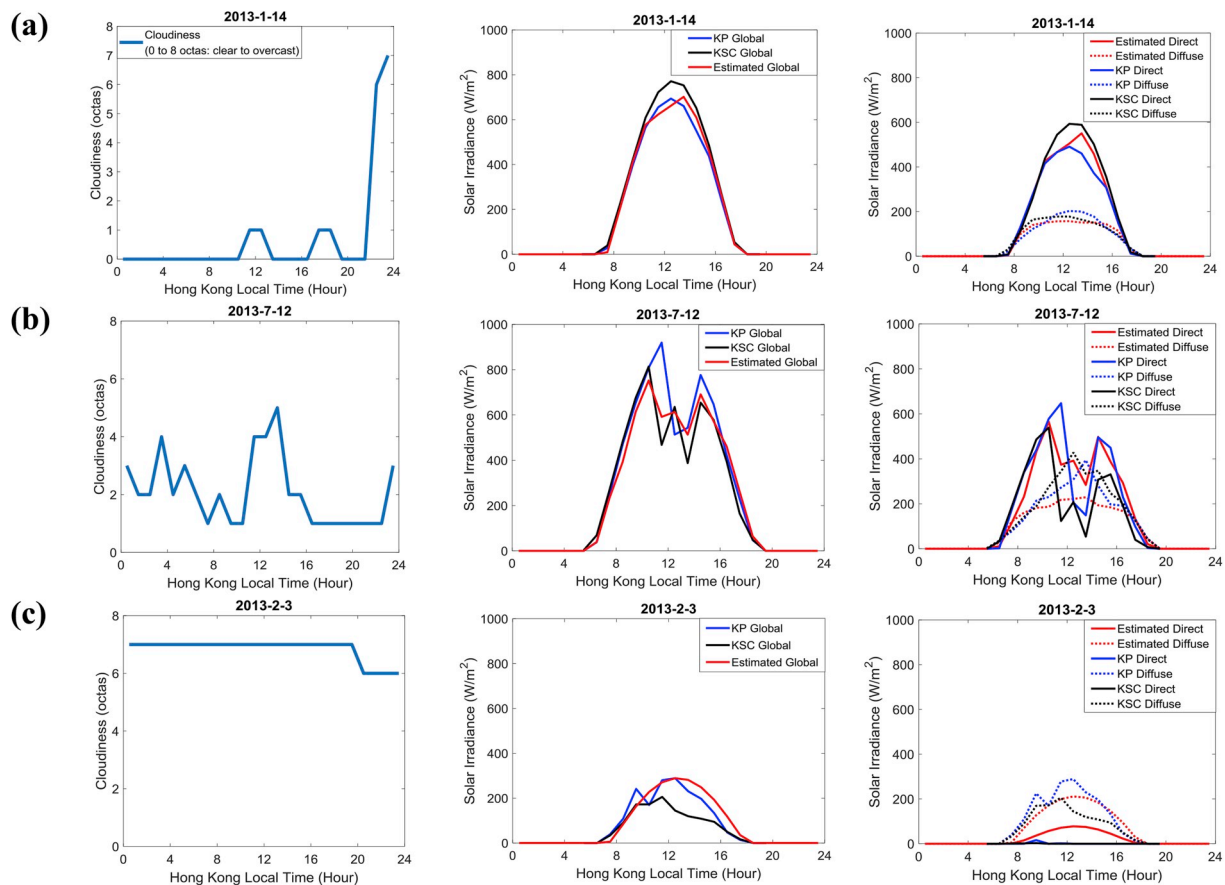 (a)
2013-1-14
8
7
6
5
4
3
2
1
0
Cloudiness (octas)
Cloudiness
(0 to 8 octas: clear to overcast)
0 4 8 12 16 20 24
Hong Kong Local Time (Hour)
2013-1-14
1000
800
600
400
200
0
Solar Irradiance (W/m²)
KP Global
KSC Global
Estimated Global
0 4 8 12 16 20 24
Hong Kong Local Time (Hour)
2013-1-14
1000
800
600
400
200
0
Solar Irradiance (W/m²)
Estimated Direct
Estimated Diffuse
KP Direct
KP Diffuse
KSC Direct
KSC Diffuse
0 4 8 12 16 20 24
Hong Kong Local Time (Hour)
(b)
2013-7-12
8
6
4
2
0
Cloudiness (octas)
0 4 8 12 16 20 24
Hong Kong Local Time (Hour)
2013-7-12
1000
800
600
400
200
0
Solar Irradiance (W/m²)
KP Global
KSC Global
Estimated Global
0 4 8 12 16 20 24
Hong Kong Local Time (Hour)
2013-7-12
1000
800
600
400
200
0
Solar Irradiance (W/m²)
Estimated Direct
Estimated Diffuse
KP Direct
KP Diffuse
KSC Direct
KSC Diffuse
0 4 8 12 16 20 24
Hong Kong Local Time (Hour)
(c)
2013-2-3
8
6
4
2
0
Cloudiness (octas)
0 4 8 12 16 20 24
Hong Kong Local Time (Hour)
2013-2-3
1000
800
600
400
200
0
Solar Irradiance (W/m²)
KP Global
KSC Global
Estimated Global
0 4 8 12 16 20 24
Hong Kong Local Time (Hour)
2013-2-3
1000
800
600
400
200
0
Solar Irradiance (W/m²)
Estimated Direct
Estimated Diffuse
KP Direct
KP Diffuse
KSC Direct
KSC Diffuse
0 4 8 12 16 20 24
Hong Kong Local Time (Hour)